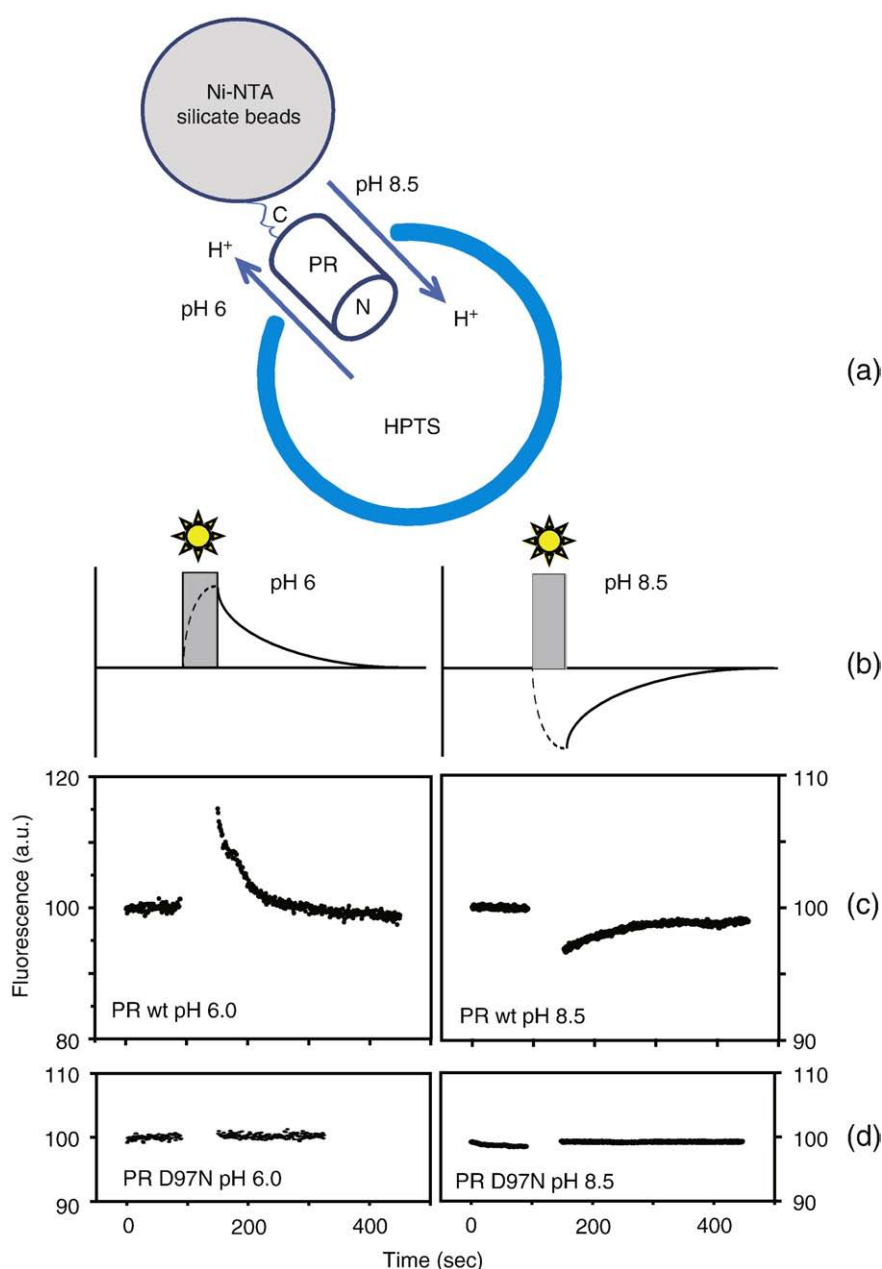 Ni-NTA
silicate beads
pH 8.5
C
H+
PR
pH 6
N
H+
HPTS
(a)
pH 6
pH 8.5
(b)
120
110
100
90
80
Fluorescence (a.u.)
PR wt pH 6.0
110
100
90
PR wt pH 8.5
(c)
110
100
90
PR D97N pH 6.0
0
200
400
110
100
90
PR D97N pH 8.5
0
200
400
(d)
Time (sec)